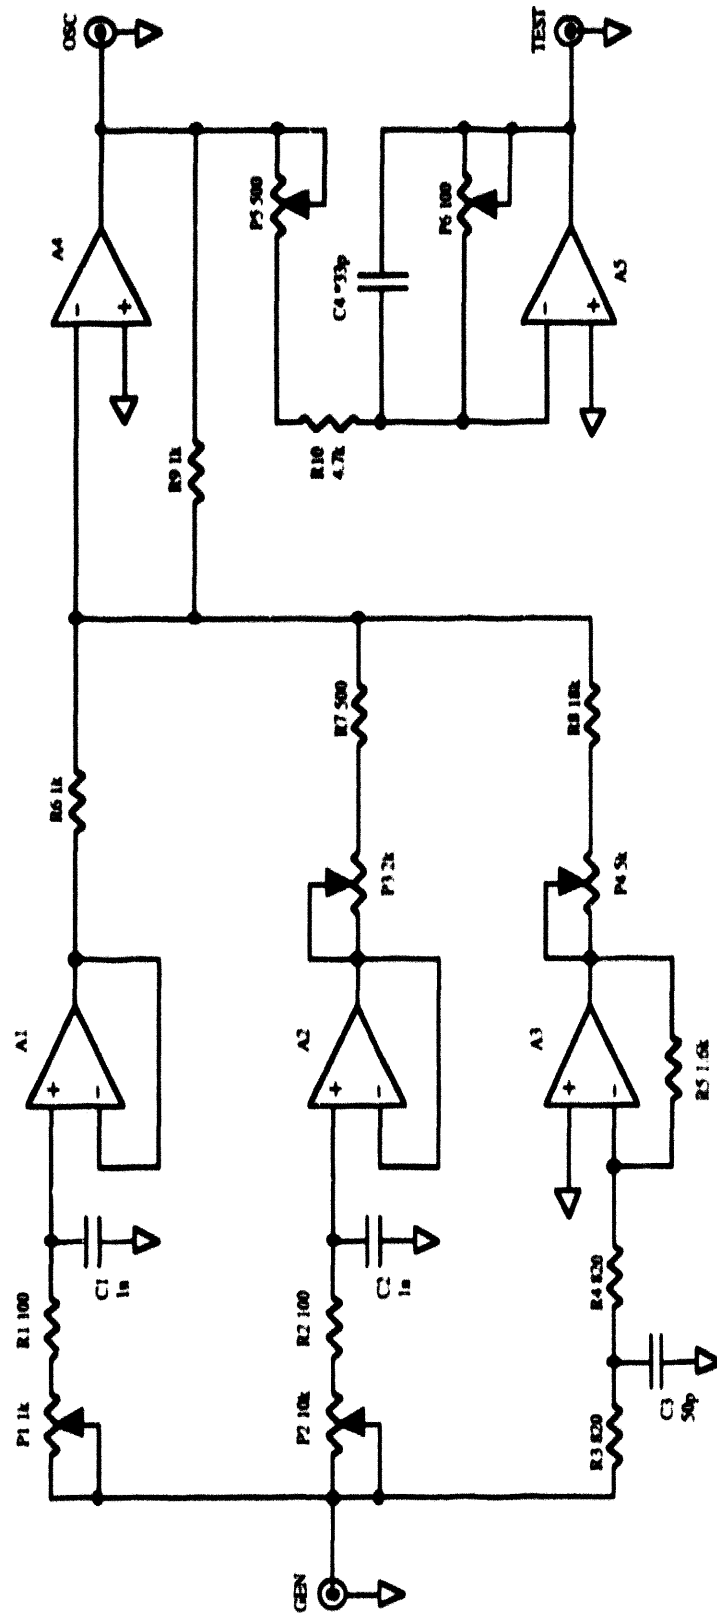 GEN
P1 1k
R1 100
C1
1n
+
-
A1
R6 1k
P2 10k
R2 100
C2
1n
+
-
A2
P3 2k
R7 500
R3 820
C3
50p
R4 820
+
-
A3
R5 1.6k
P4 5k
R8 18k
R9 1k
-
+
A4
OSC
P5 500
R10
4.7k
C4 *33p
P6 100
-
+
A5
TEST